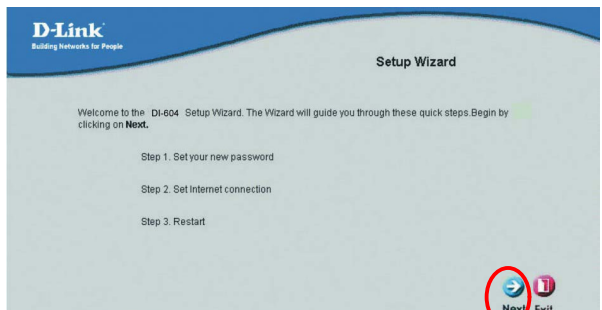 D-Link
Building Networks for People
Setup Wizard
Welcome to the DI-604 Setup Wizard. The Wizard will guide you through these quick steps.Begin by
clicking on Next.
Step 1. Set your new password
Step 2. Set Internet connection
Step 3. Restart
Next Exit